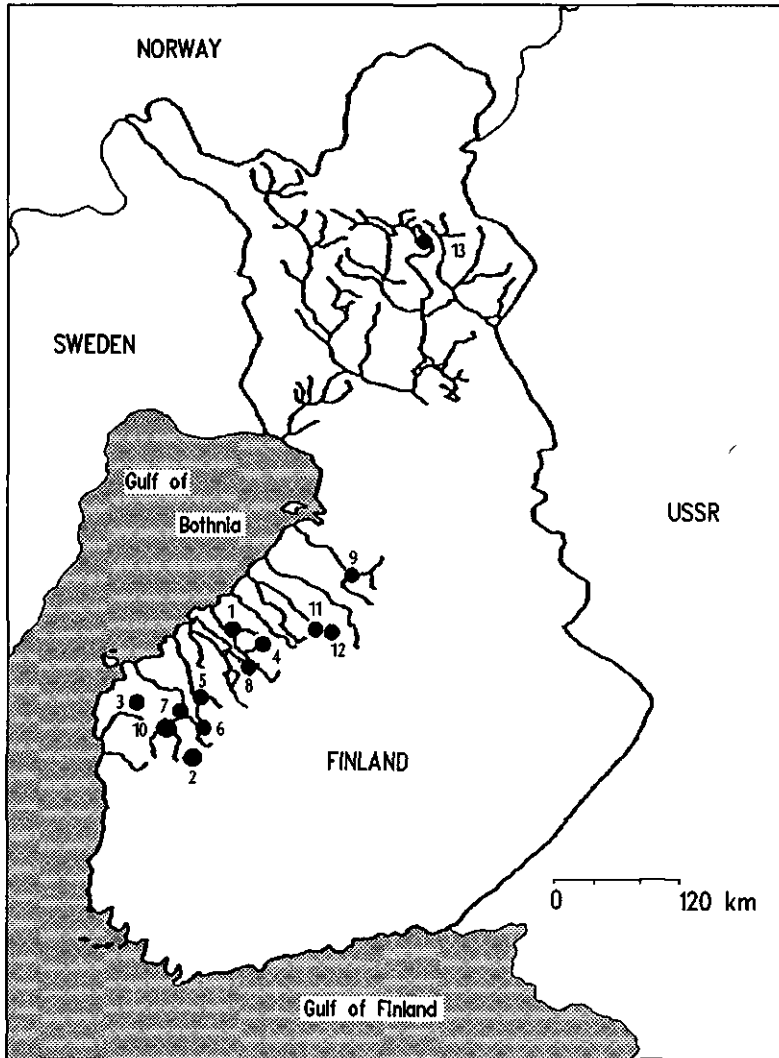 NORWAY
13
SWEDEN
Gulf of
Bothnia
USSR
9
1
11
12
4
8
5
3
7
10
6
2
FINLAND
0 120 km
Gulf of Finland